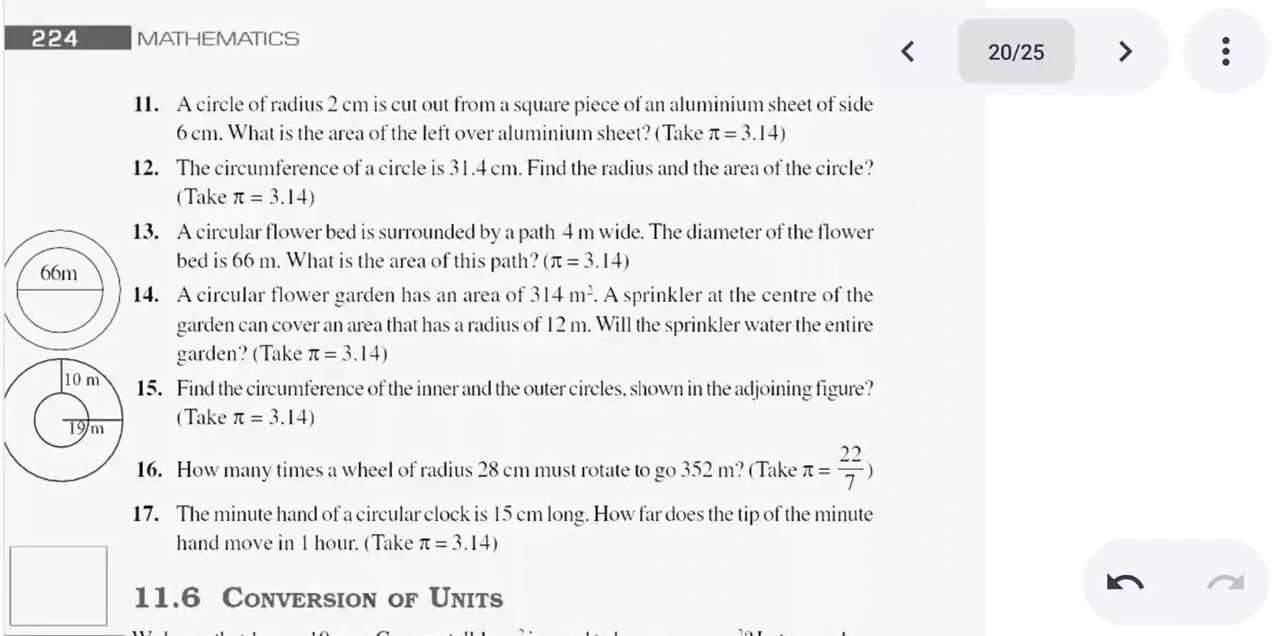 224 MATHEMATICS
20/25
11. A circle of radius 2 cm is cut out from a square piece of an aluminium sheet of side
6 cm. What is the area of the left over aluminium sheet? (Take π = 3.14)
12. The circumference of a circle is 31.4 cm. Find the radius and the area of the circle?
(Take π = 3.14)
13. A circular flower bed is surrounded by a path 4 m wide. The diameter of the flower
bed is 66 m. What is the area of this path? (π = 3.14)
66m
14. A circular flower garden has an area of 314 m². A sprinkler at the centre of the
garden can cover an area that has a radius of 12 m. Will the sprinkler water the entire
garden? (Take π = 3.14)
10 m
19 m
15. Find the circumference of the inner and the outer circles, shown in the adjoining figure?
(Take π = 3.14)
16. How many times a wheel of radius 28 cm must rotate to go 352 m? (Take π = 22/7)
17. The minute hand of a circular clock is 15 cm long. How far does the tip of the minute
hand move in 1 hour. (Take π = 3.14)
11.6 CONVERSION OF UNITS